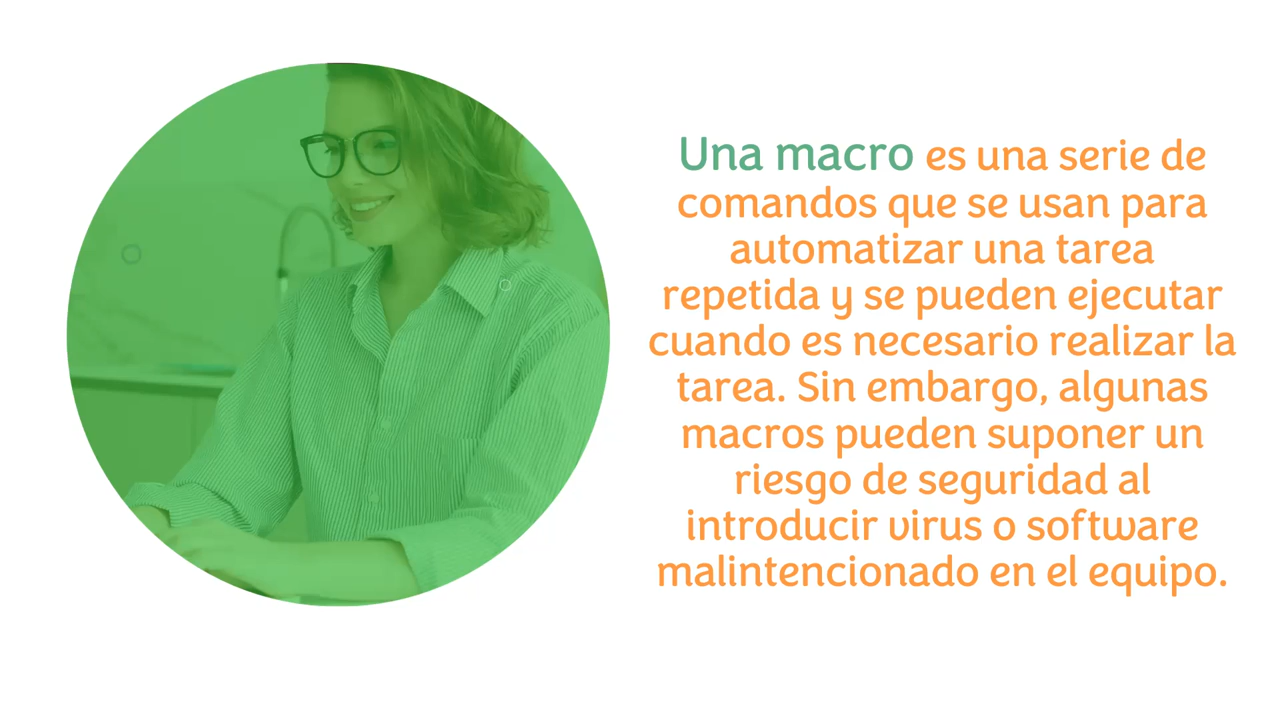 Una macro es una serie de
comandos que se usan para
automatizar una tarea
repetida y se pueden ejecutar
cuando es necesario realizar la
tarea. Sin embargo, algunas
macros pueden suponer un
riesgo de seguridad al
introducir virus o software
malintencionado en el equipo.